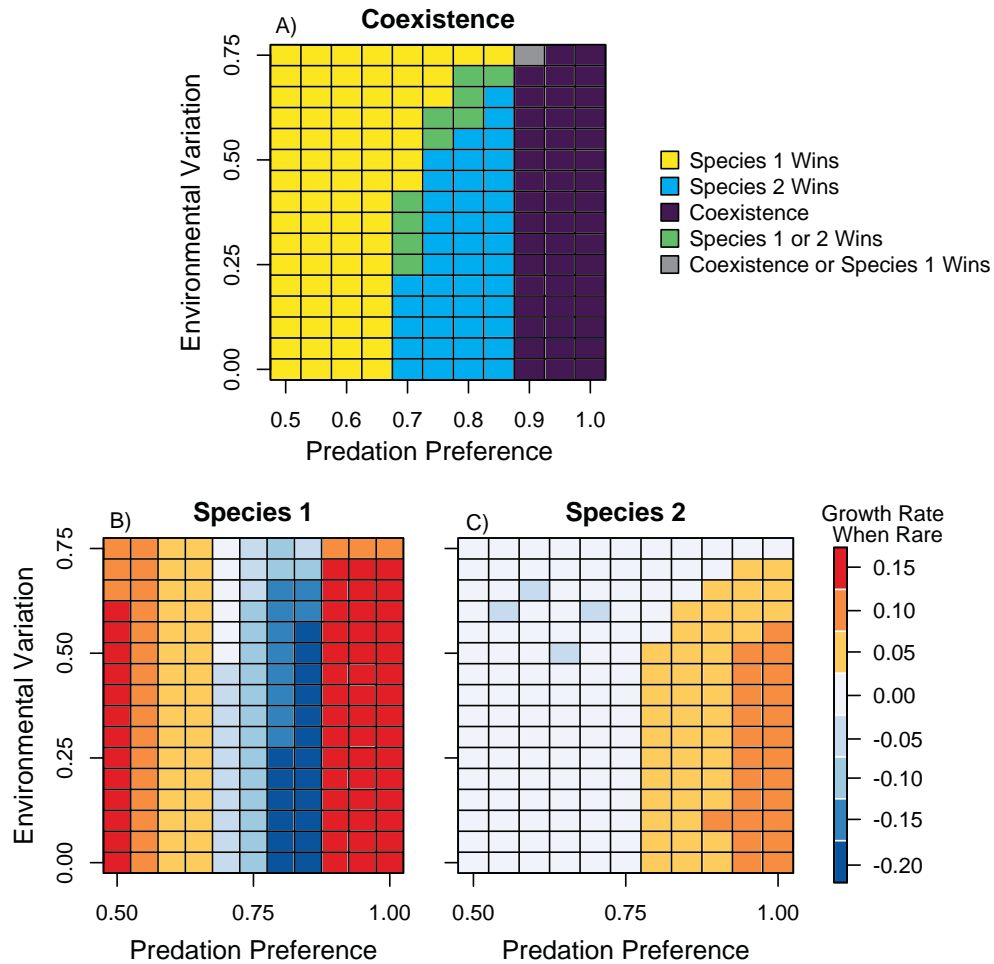 A)
Coexistence
Environmental Variation
0.75
0.50
0.25
0.00
0.5 0.6 0.7 0.8 0.9 1.0
Predation Preference
Species 1 Wins
Species 2 Wins
Coexistence
Species 1 or 2 Wins
Coexistence or Species 1 Wins
B)
Species 1
Environmental Variation
0.75
0.50
0.25
0.00
0.50 0.75 1.00
Predation Preference
C)
Species 2
0.50 0.75 1.00
Predation Preference
Growth Rate
When Rare
0.15
0.10
0.05
0.00
-0.05
-0.10
-0.15
-0.20